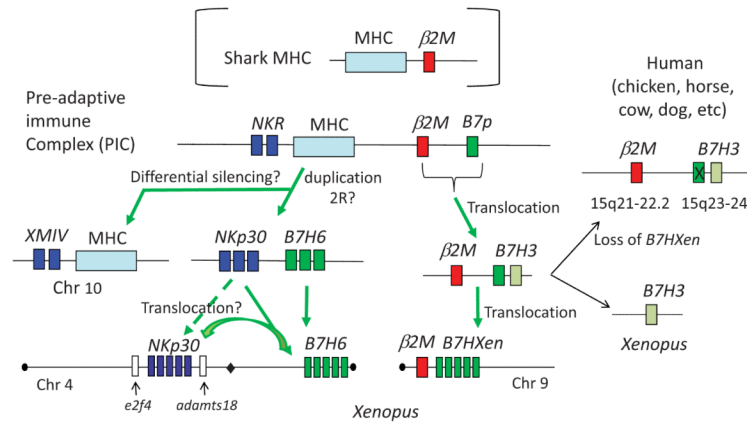 Shark MHC
MHC
β2M
Human
(chicken, horse,
cow, dog, etc)
Pre-adaptive
immune
Complex (PIC)
NKR
MHC
β2M
B7p
β2M
B7H3
X
15q21-22.2
15q23-24
Differential silencing?
duplication
2R?
Translocation
XMIV
MHC
Chr 10
NKp30
B7H6
β2M
B7H3
Loss of B7HXen
B7H3
Xenopus
Translocation?
Translocation
NKp30
B7H6
β2M
B7HXen
Chr 4
Chr 9
e2f4
adamts18
Xenopus